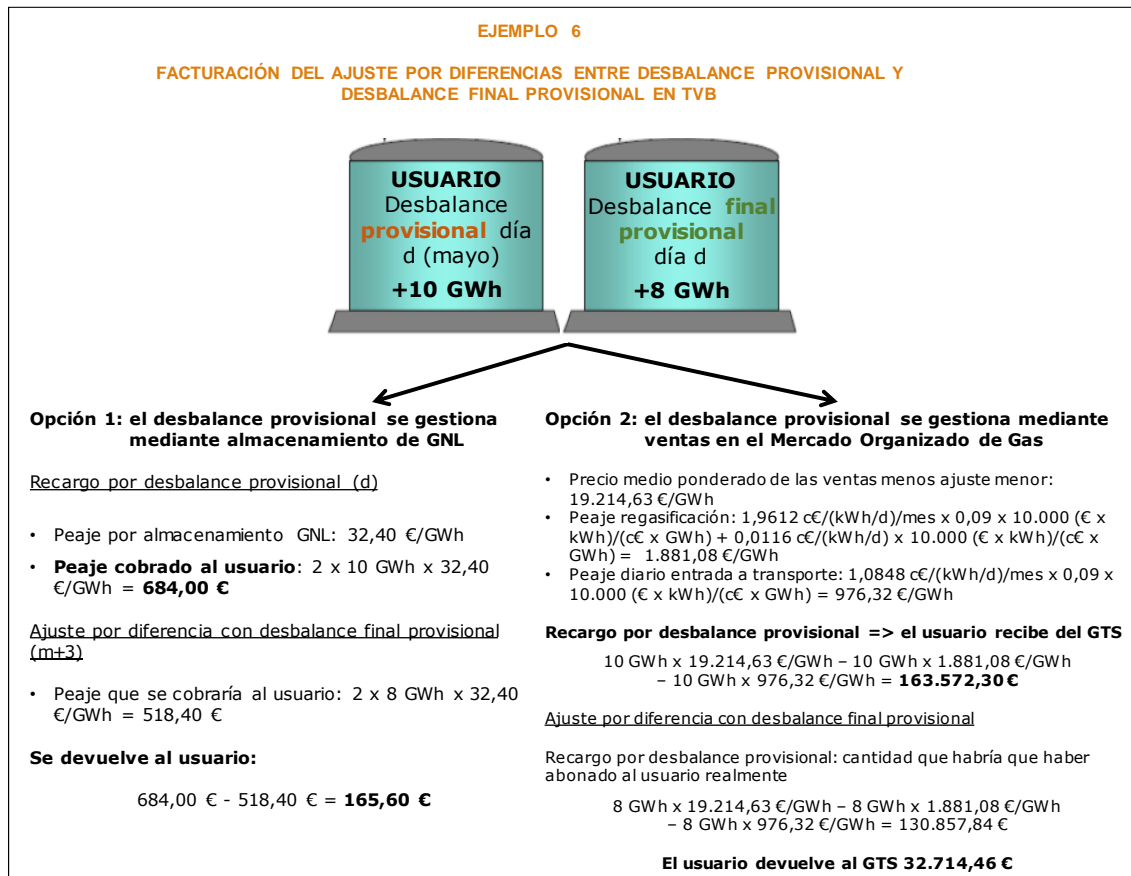 EJEMPLO 6
FACTURACIÓN DEL AJUSTE POR DIFERENCIAS ENTRE DESBALANCE PROVISIONAL Y
DESBALANCE FINAL PROVISIONAL EN TVB
USUARIO
Desbalance
provisional día
d (mayo)
+10 GWh
USUARIO
Desbalance final
provisional
día d
+8 GWh
Opción 1: el desbalance provisional se gestiona
mediante almacenamiento de GNL
Recargo por desbalance provisional (d)
• Peaje por almacenamiento GNL: 32,40 €/GWh
• Peaje cobrado al usuario: 2 x 10 GWh x 32,40
€/GWh = 684,00 €
Ajuste por diferencia con desbalance final provisional
(m+3)
• Peaje que se cobraría al usuario: 2 x 8 GWh x 32,40
€/GWh = 518,40 €
Se devuelve al usuario:
684,00 € - 518,40 € = 165,60 €
Opción 2: el desbalance provisional se gestiona mediante
ventas en el Mercado Organizado de Gas
• Precio medio ponderado de las ventas menos ajuste menor:
19.214,63 €/GWh
• Peaje regasificación: 1,9612 c€/(kWh/d)/mes x 0,09 x 10.000 (€ x
kWh)/(c€ x GWh) + 0,0116 c€/(kWh/d) x 10.000 (€ x kWh)/(c€ x
GWh) = 1.881,08 €/GWh
• Peaje diario entrada a transporte: 1,0848 c€/(kWh/d)/mes x 0,09 x
10.000 (€ x kWh)/(c€ x GWh) = 976,32 €/GWh
Recargo por desbalance provisional => el usuario recibe del GTS
10 GWh x 19.214,63 €/GWh – 10 GWh x 1.881,08 €/GWh
– 10 GWh x 976,32 €/GWh = 163.572,30 €
Ajuste por diferencia con desbalance final provisional
Recargo por desbalance provisional: cantidad que habría que haber
abonado al usuario realmente
8 GWh x 19.214,63 €/GWh – 8 GWh x 1.881,08 €/GWh
– 8 GWh x 976,32 €/GWh = 130.857,84 €
El usuario devuelve al GTS 32.714,46 €